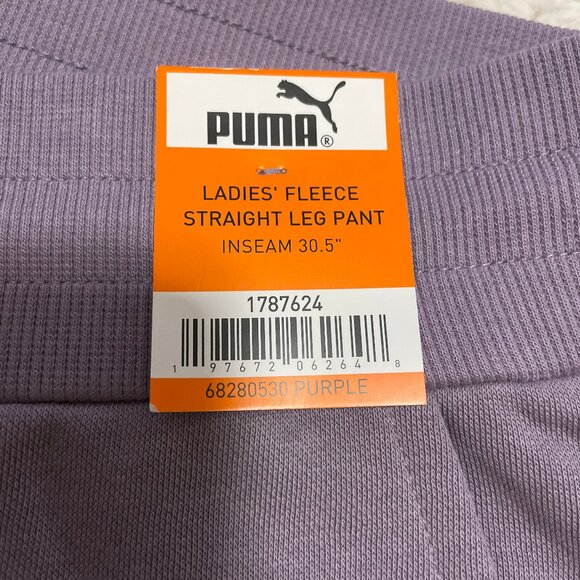 PUMA®
LADIES' FLEECE
STRAIGHT LEG PANT
INSEAM 30.5"
1787624
1 97672 06264 8
68280530 PURPLE